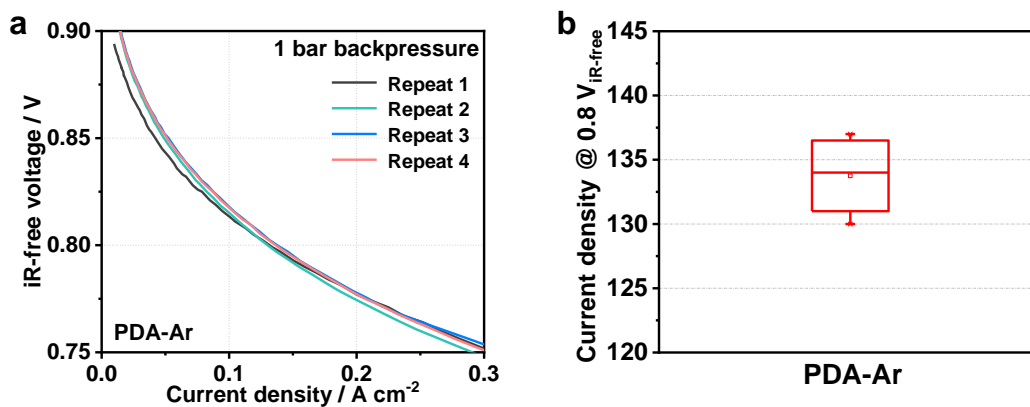 a
0.90
0.85
0.80
0.75
iR-free voltage / V
1 bar backpressure
Repeat 1
Repeat 2
Repeat 3
Repeat 4
PDA-Ar
0.0 0.1 0.2 0.3
Current density / A cm⁻²
b
145
140
135
130
125
120
Current density @ 0.8 V_iR-free
PDA-Ar